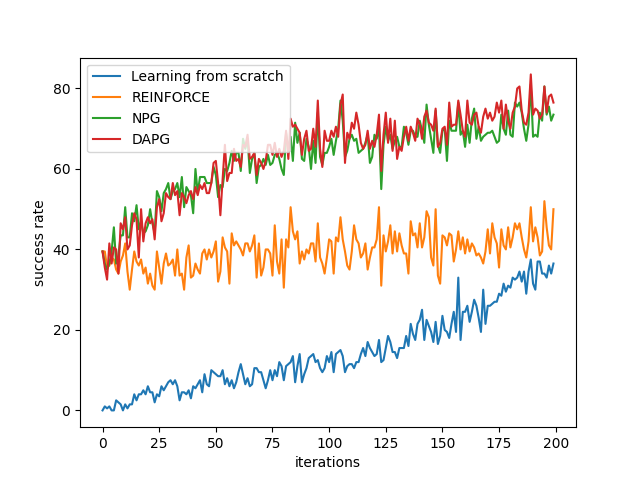 Learning from scratch
REINFORCE
NPG
DAPG
success rate
80
60
40
20
0
0 25 50 75 100 125 150 175 200
iterations